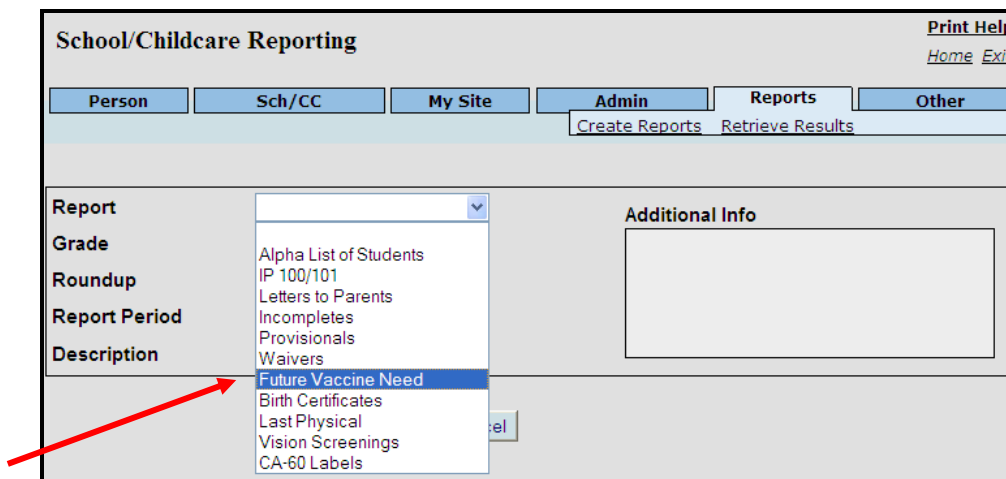 School/Childcare Reporting
Print Help
Home Exi
Person Sch/CC My Site Admin Reports Other
Create Reports Retrieve Results
Report
Grade
Roundup
Report Period
Description
Alpha List of Students
IP 100/101
Letters to Parents
Incompletes
Provisionals
Waivers
Future Vaccine Need
Birth Certificates
Last Physical
Vision Screenings
CA-60 Labels
cel
Additional Info